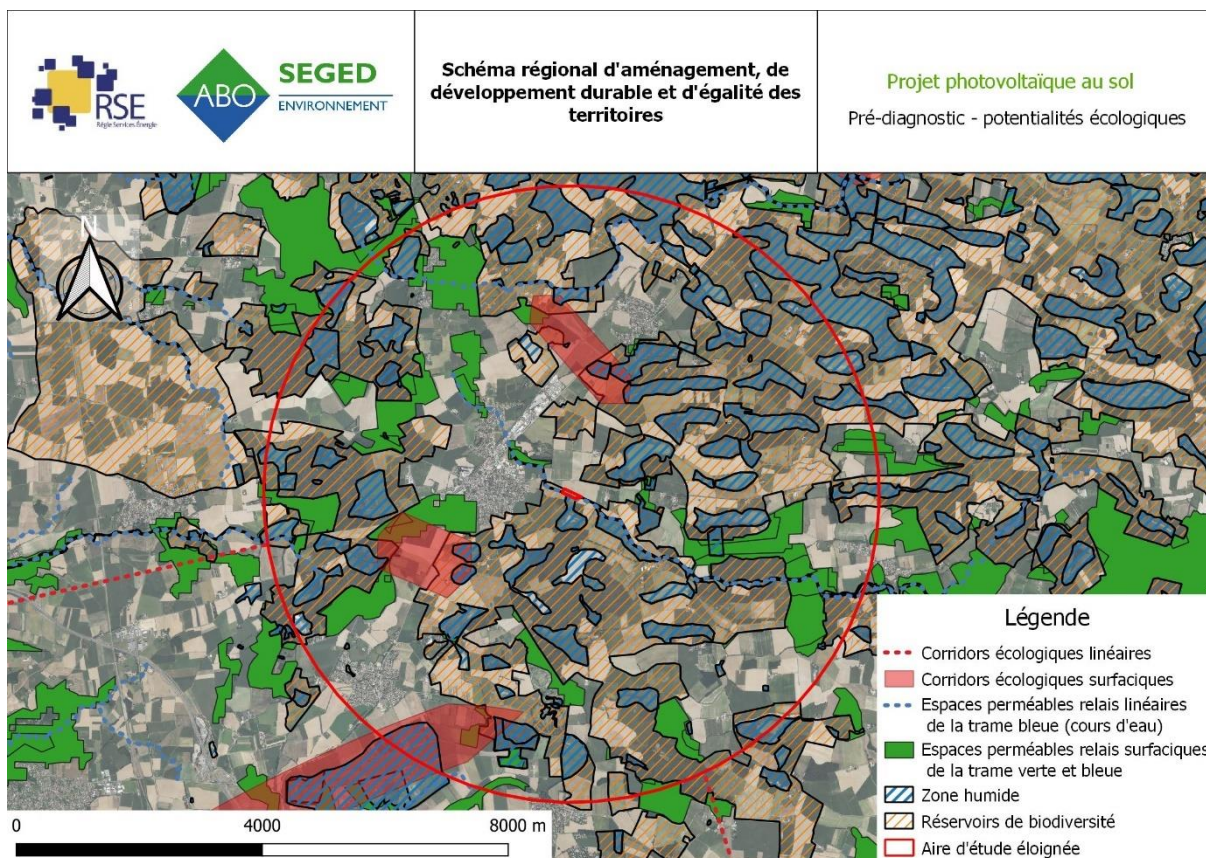 RSE
Régie Services Énergie
ABO
SEGED
ENVIRONNEMENT
Schéma régional d'aménagement, de
développement durable et d'égalité des
territoires
Projet photovoltaïque au sol
Pré-diagnostic - potentialités écologiques
N
Légende
Corridors écologiques linéaires
Corridors écologiques surfaciques
Espaces perméables relais linéaires
de la trame bleue (cours d'eau)
Espaces perméables relais surfaciques
de la trame verte et bleue
Zone humide
Réservoirs de biodiversité
Aire d'étude éloignée
0 4000 8000 m